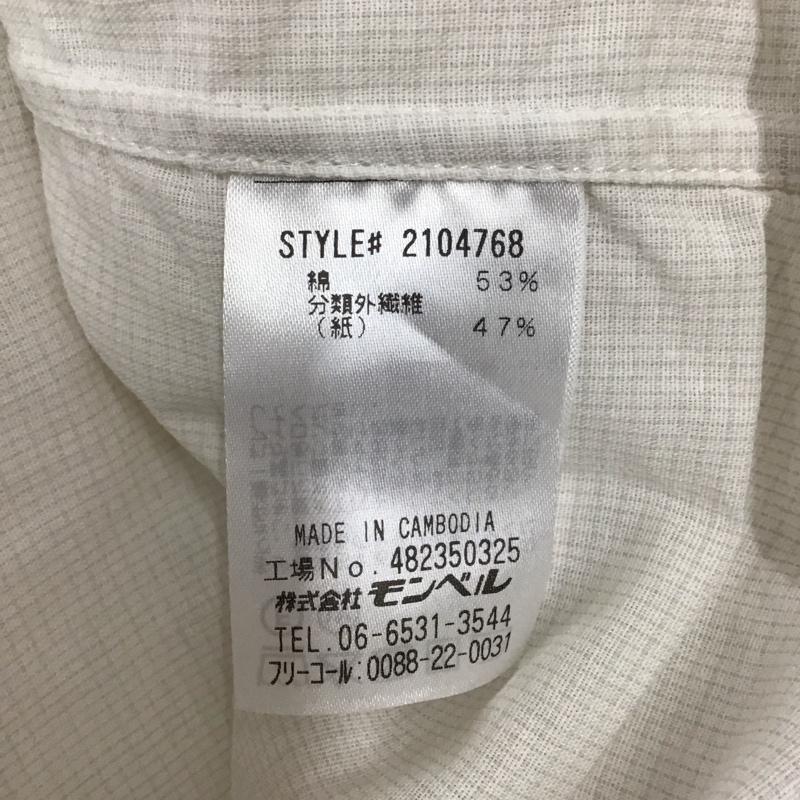 STYLE# 2104768
綿 53%
分類外繊維
(紙) 47%
MADE IN CAMBODIA
工場No. 482350325
株式会社 モンベル
TEL. 06-6531-3544
フリーコール:0088-22-0031